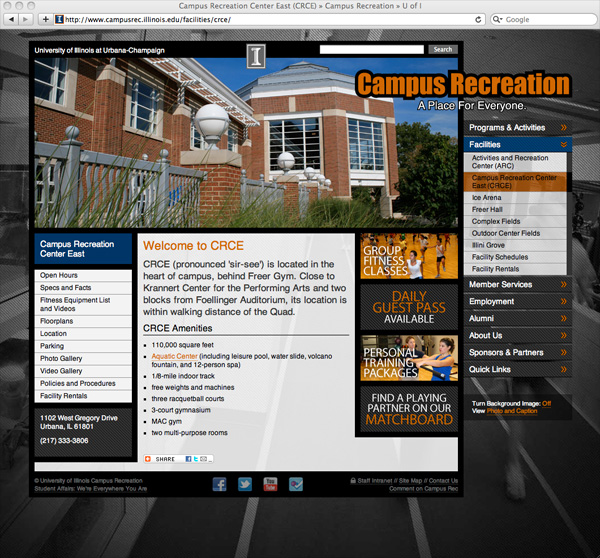 Campus Recreation Center East (CRCE) » Campus Recreation » U of I
http://www.campusrec.illinois.edu/facilities/crce/
Google
University of Illinois at Urbana-Champaign
I
Search
Campus Recreation
A Place For Everyone.
Programs & Activities
Facilities
Activities and Recreation
Center (ARC)
Campus Recreation Center
East (CRCE)
Ice Arena
Freer Hall
Complex Fields
Outdoor Center Fields
Illini Grove
Facility Schedules
Facility Rentals
Member Services
Employment
Alumni
About Us
Sponsors & Partners
Quick Links
Turn Background Image: Off
View Photo and Caption
Campus Recreation
Center East
Open Hours
Specs and Facts
Fitness Equipment List
and Videos
Floorplans
Location
Parking
Photo Gallery
Video Gallery
Policies and Procedures
Facility Rentals
1102 West Gregory Drive
Urbana, IL 61801
(217) 333-3806
Welcome to CRCE
CRCE (pronounced 'sir-see') is located in the
heart of campus, behind Freer Gym. Close to
Krannert Center for the Performing Arts and two
blocks from Foellinger Auditorium, its location is
within walking distance of the Quad.
CRCE Amenities
110,000 square feet
Aquatic Center (including leisure pool, water slide, volcano
fountain, and 12-person spa)
1/8-mile indoor track
free weights and machines
three racquetball courts
3-court gymnasium
MAC gym
two multi-purpose rooms
SHARE
GROUP
FITNESS
CLASSES
DAILY
GUEST PASS
AVAILABLE
PERSONAL
TRAINING
PACKAGES
FIND A PLAYING
PARTNER ON OUR
MATCHBOARD
© University of Illinois Campus Recreation
Student Affairs: We're Everywhere You Are
You Tube
Staff Intranet // Site Map // Contact Us
Comment on Campus Rec